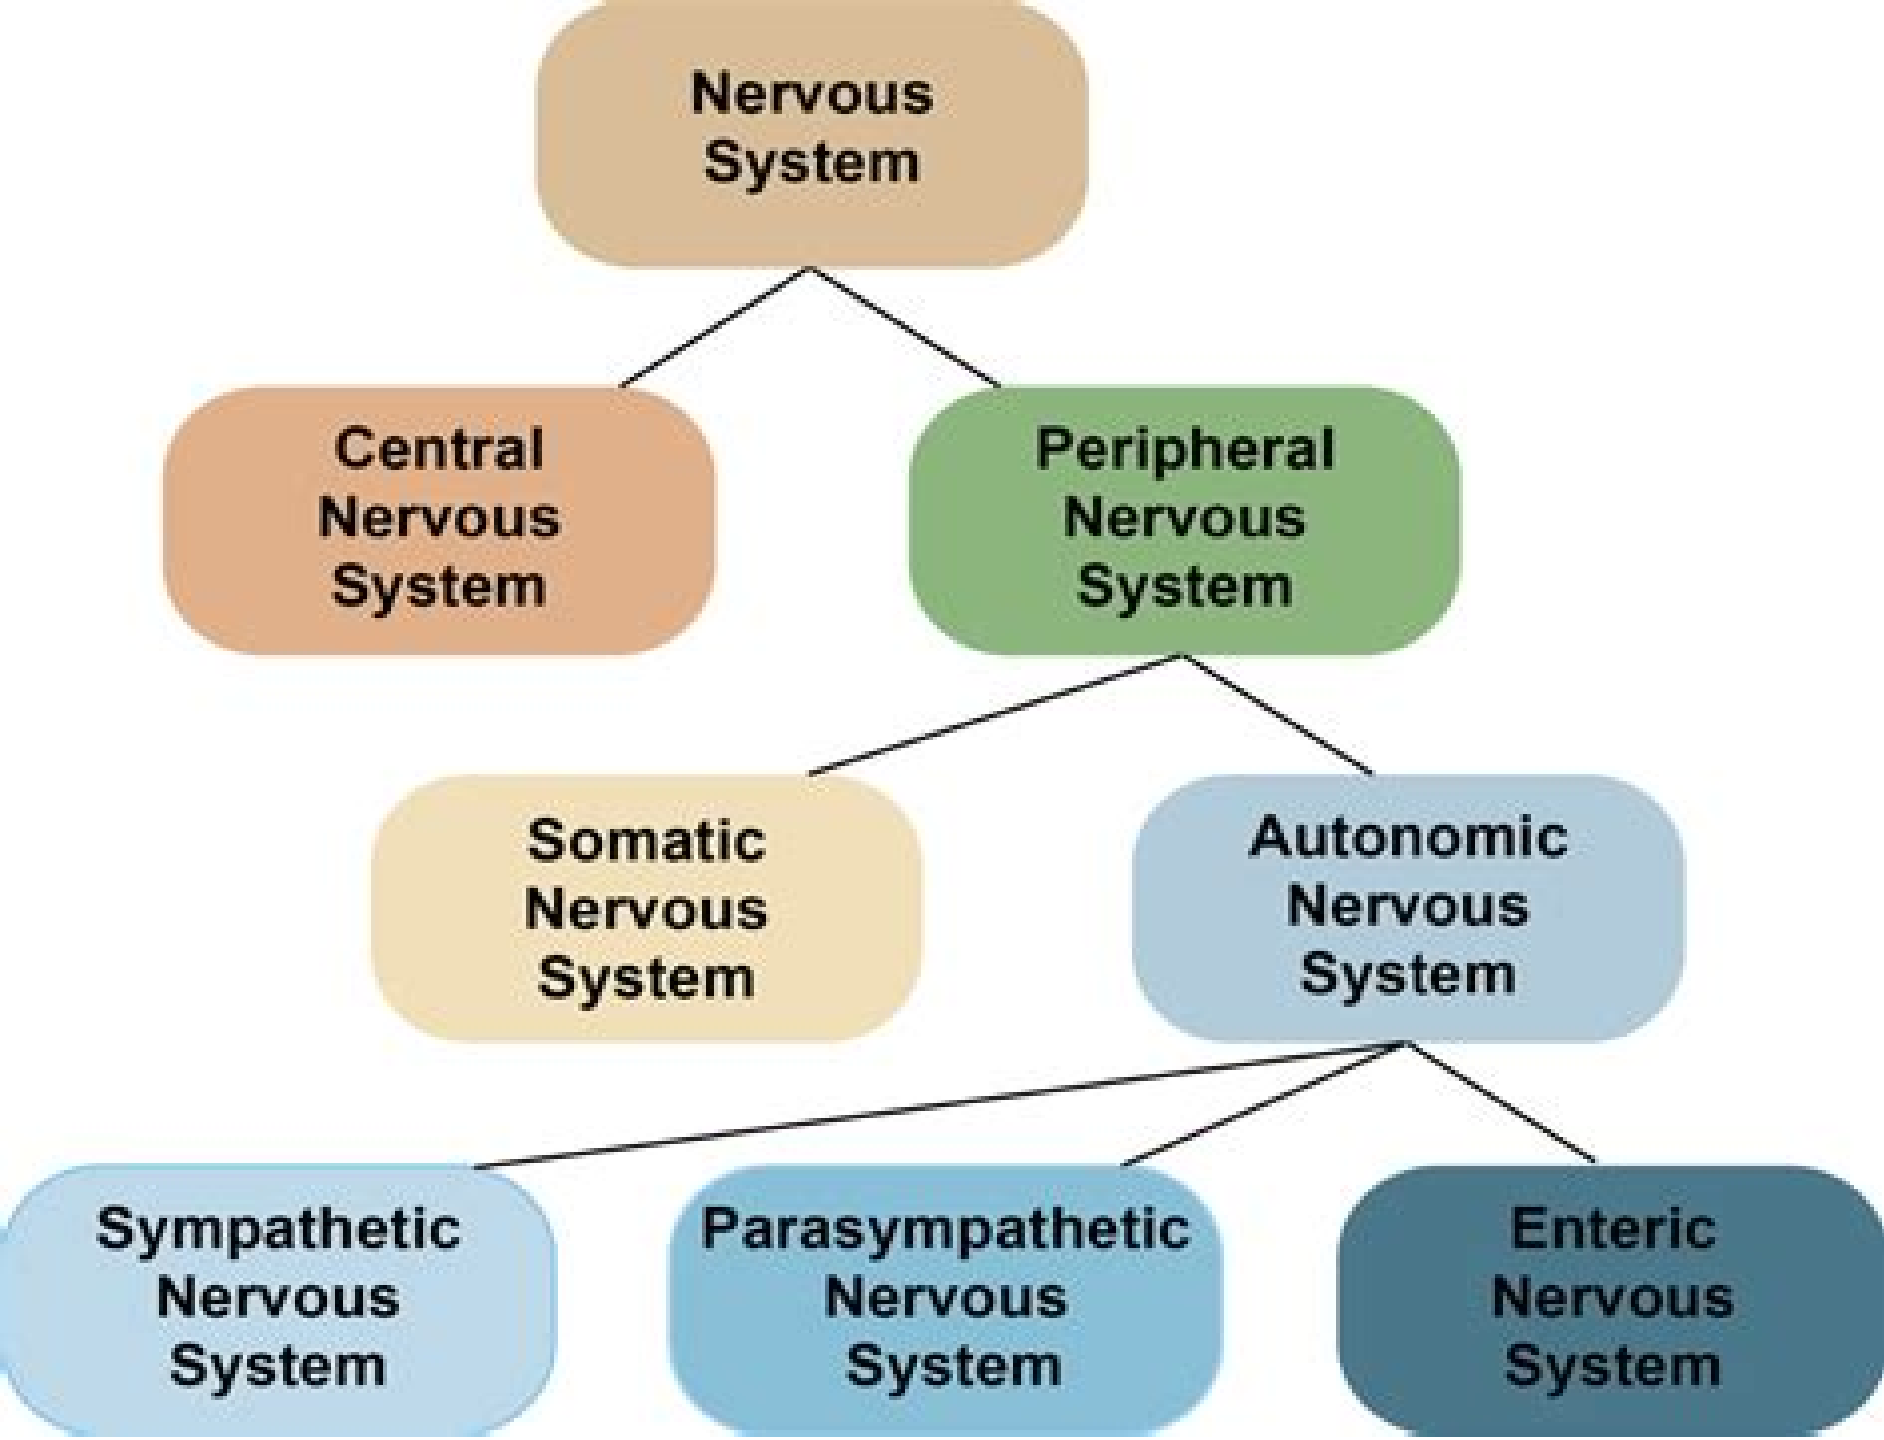 Nervous
System
Central
Nervous
System
Peripheral
Nervous
System
Somatic
Nervous
System
Autonomic
Nervous
System
Sympathetic
Nervous
System
Parasympathetic
Nervous
System
Enteric
Nervous
System